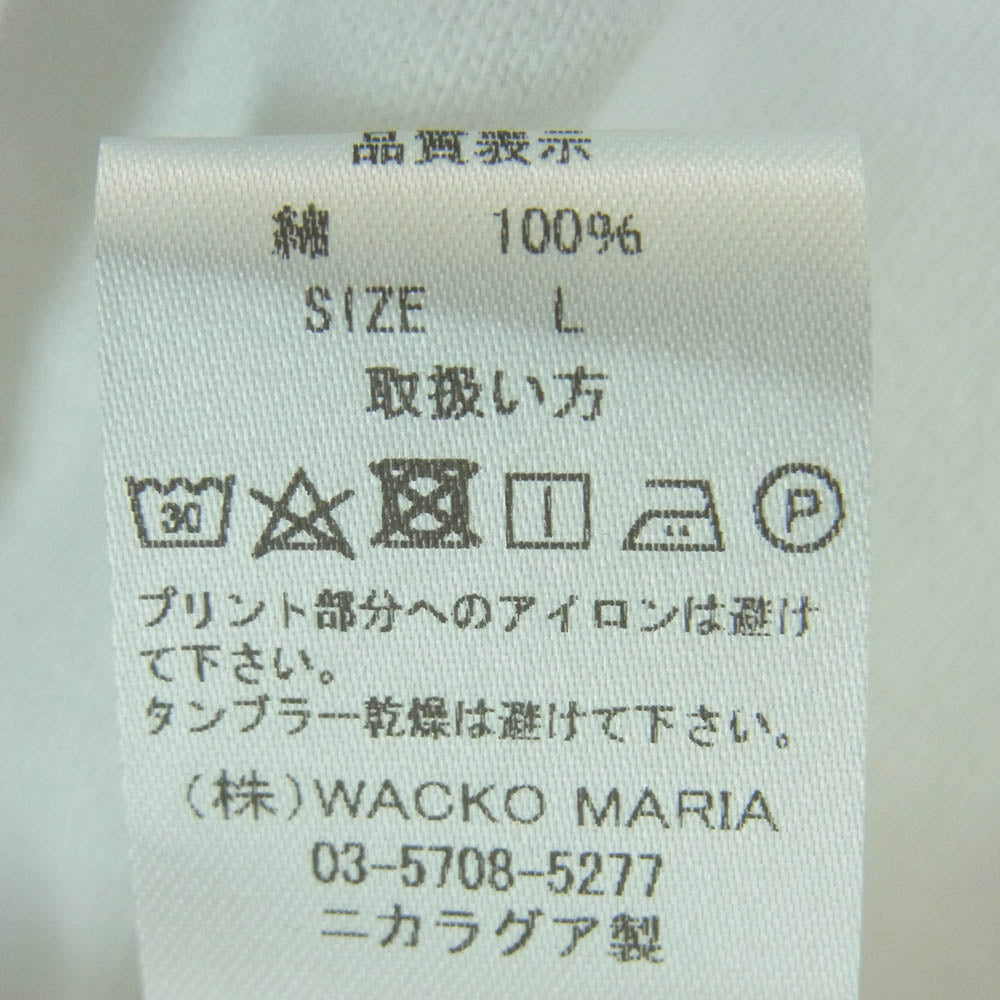 品質表示
綿 100%
SIZE L
取扱い方
30 P
プリント部分へのアイロンは避け
て下さい。
タンブラー乾燥は避けて下さい。
(株)WACKO MARIA
03-5708-5277
ニカラグア製